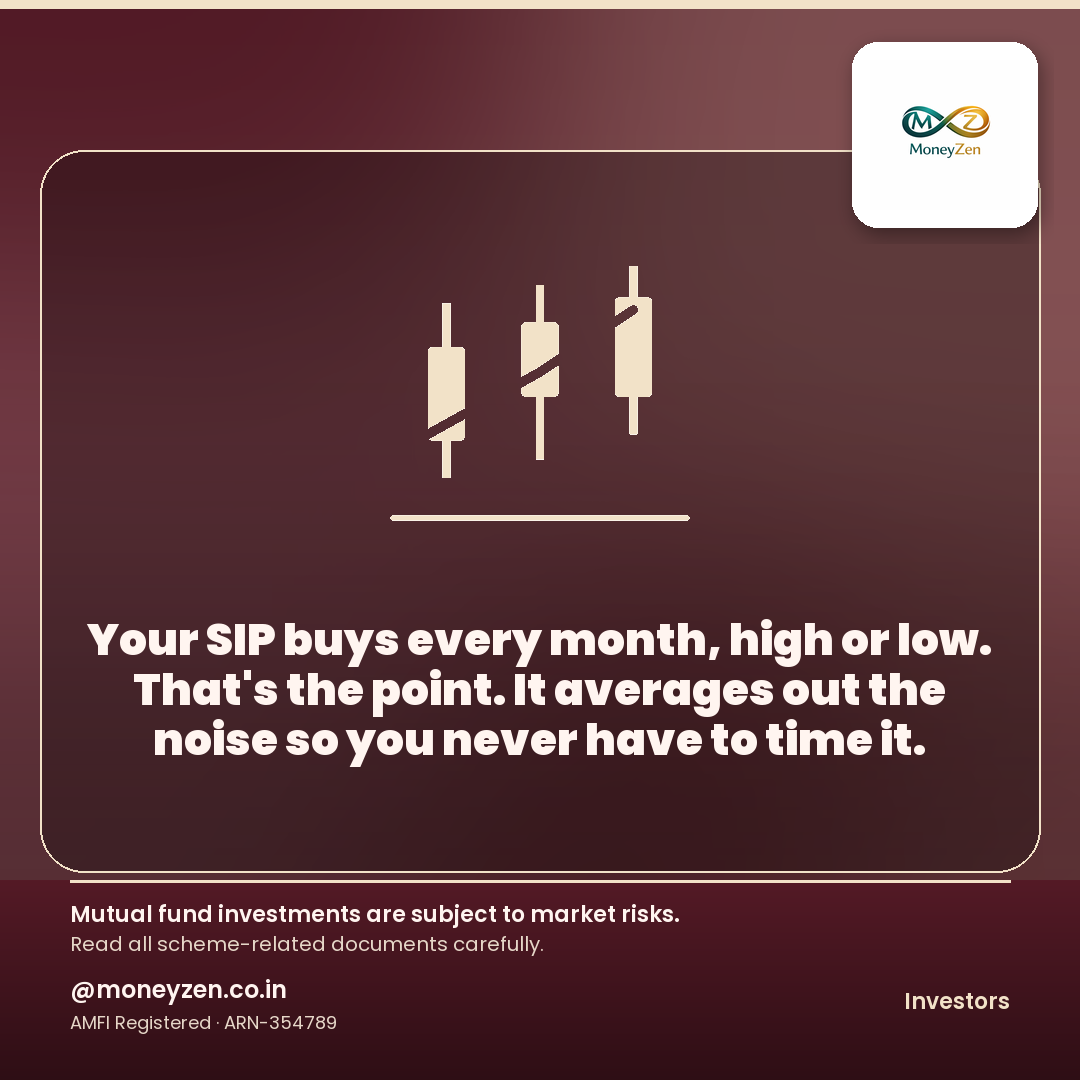 MZ
MoneyZen
Your SIP buys every month, high or low.
That's the point. It averages out the
noise so you never have to time it.
Mutual fund investments are subject to market risks.
Read all scheme-related documents carefully.
@moneyzen.co.in
AMFI Registered · ARN-354789
Investors